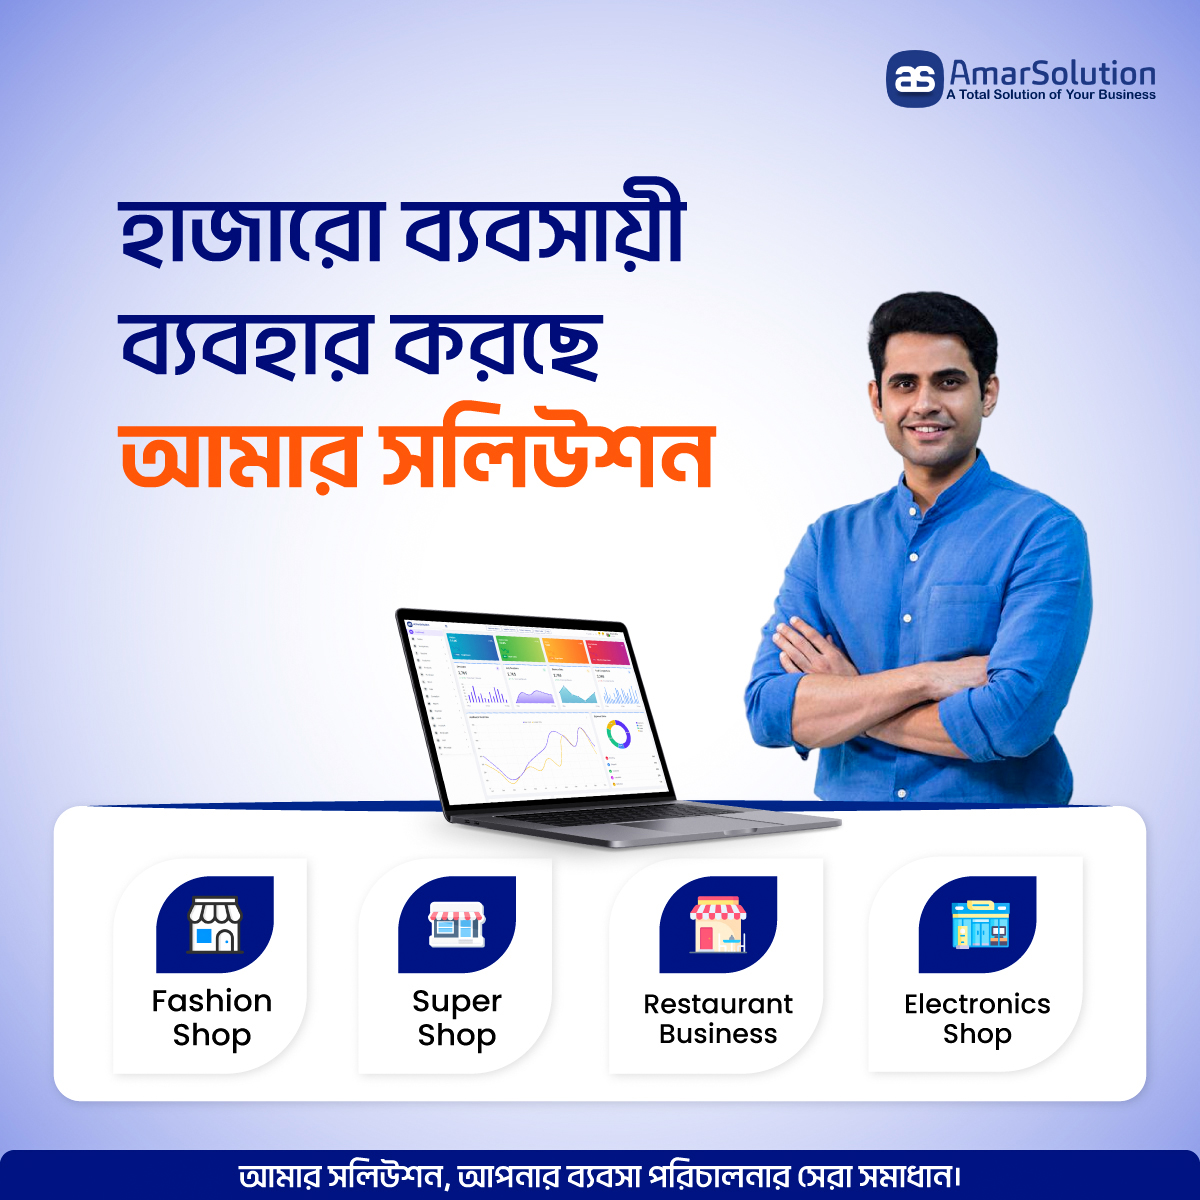 as AmarSolution
A Total Solution of Your Business
হাজারো ব্যবসায়ী
ব্যবহার করছে
আমার সলিউশন
Fashion
Shop
Super
Shop
Restaurant
Business
Electronics
Shop
আমার সলিউশন, আপনার ব্যবসা পরিচালনার সেরা সমাধান।